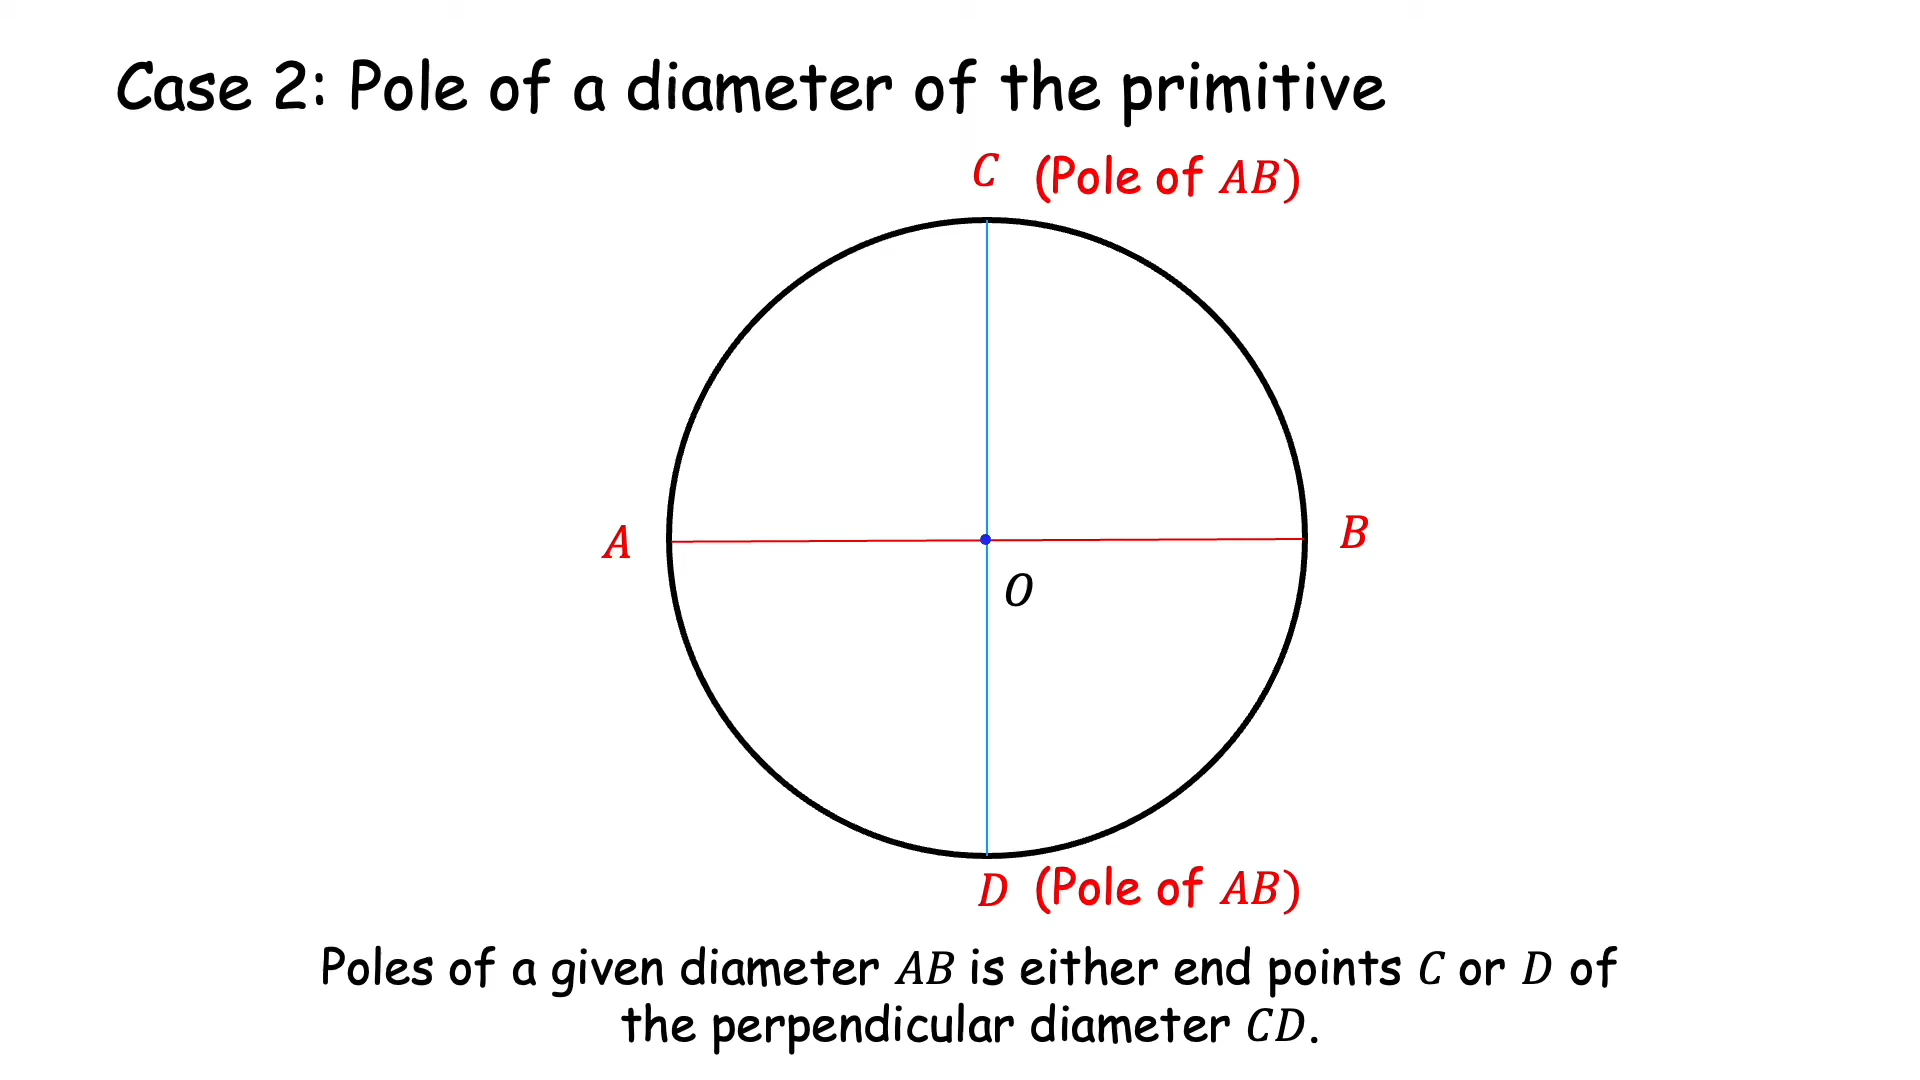 Case 2: Pole of a diameter of the primitive
C (Pole of AB)
A
B
O
D (Pole of AB)
Poles of a given diameter AB is either end points C or D of
the perpendicular diameter CD.